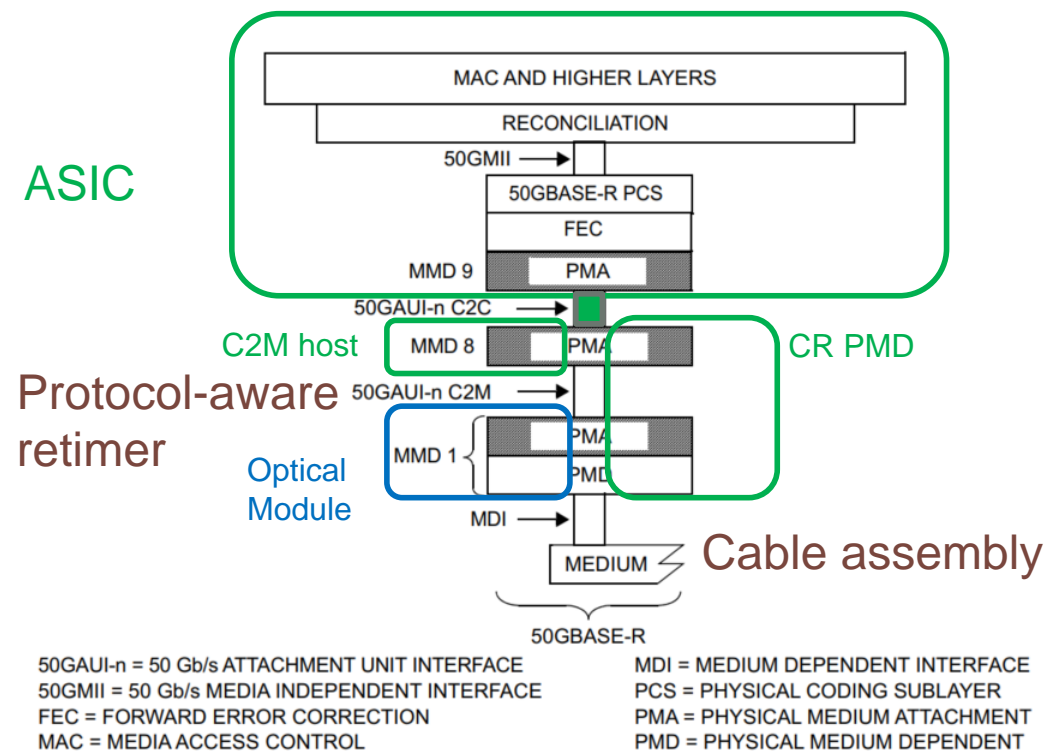 MAC AND HIGHER LAYERS
RECONCILIATION
50GMII
ASIC
50GBASE-R PCS
FEC
MMD 9
PMA
50GAUI-n C2C
C2M host
MMD 8
PMA
CR PMD
Protocol-aware
retimer
50GAUI-n C2M
MMD 1
PMA
PMD
Optical
Module
MDI
MEDIUM
Cable assembly
50GBASE-R
50GAUI-n = 50 Gb/s ATTACHMENT UNIT INTERFACE
50GMII = 50 Gb/s MEDIA INDEPENDENT INTERFACE
FEC = FORWARD ERROR CORRECTION
MAC = MEDIA ACCESS CONTROL
MDI = MEDIUM DEPENDENT INTERFACE
PCS = PHYSICAL CODING SUBLAYER
PMA = PHYSICAL MEDIUM ATTACHMENT
PMD = PHYSICAL MEDIUM DEPENDENT